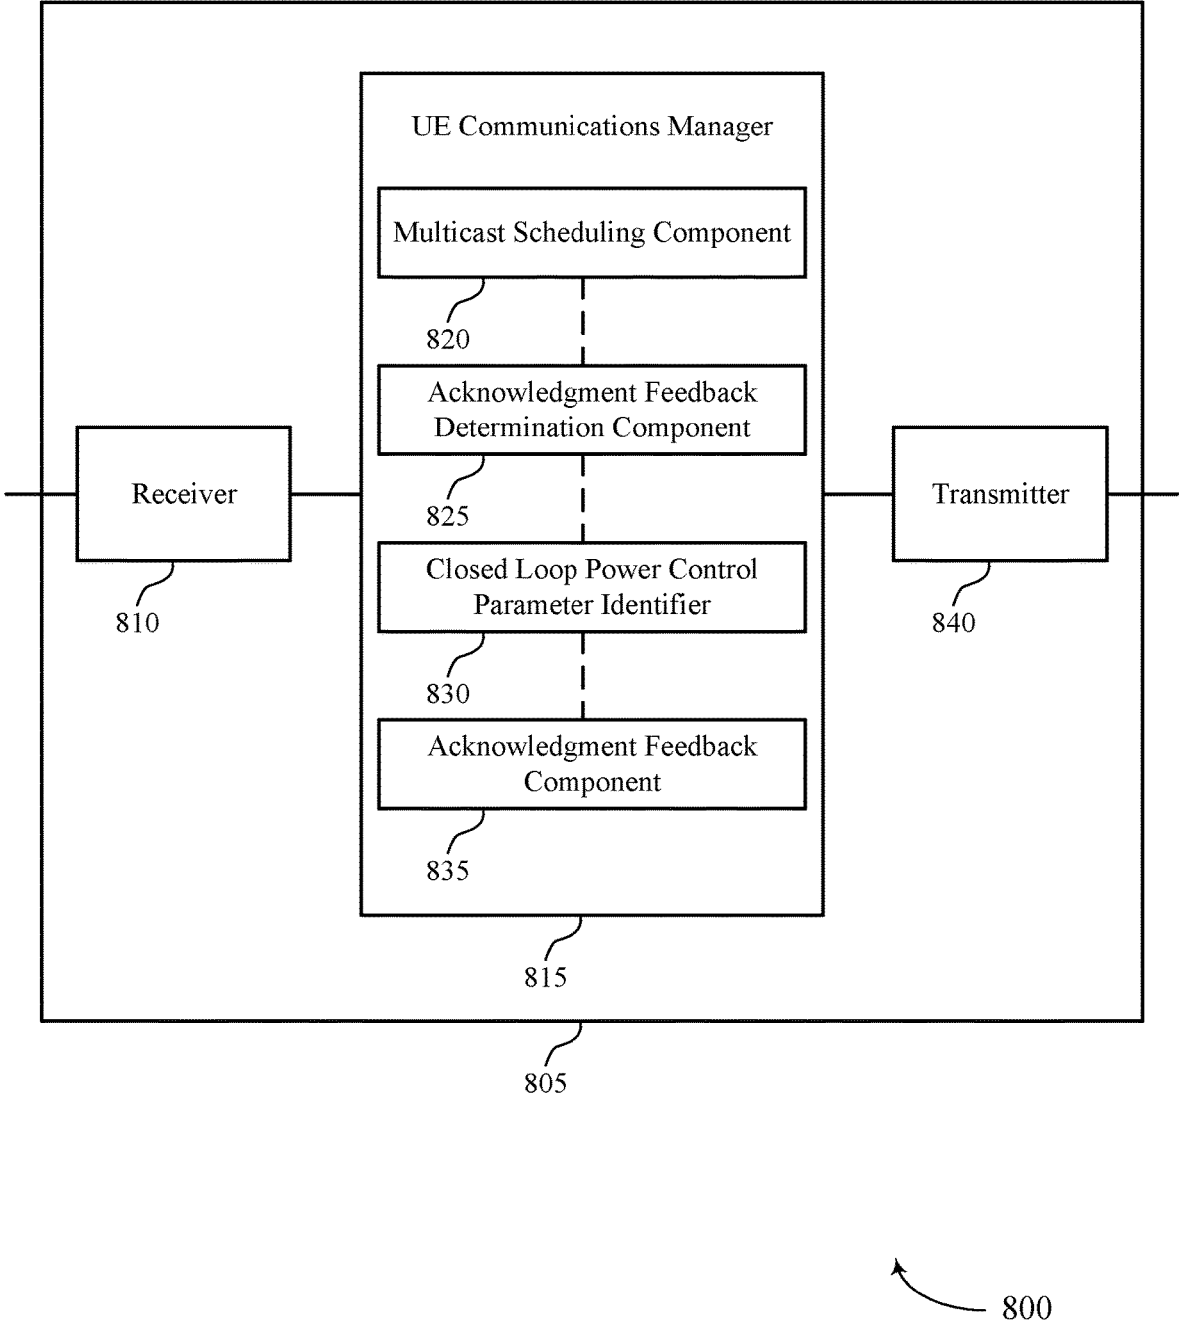 UE Communications Manager
Multicast Scheduling Component
820
Acknowledgment Feedback
Determination Component
825
Receiver
810
Transmitter
840
Closed Loop Power Control
Parameter Identifier
830
Acknowledgment Feedback
Component
835
815
805
800